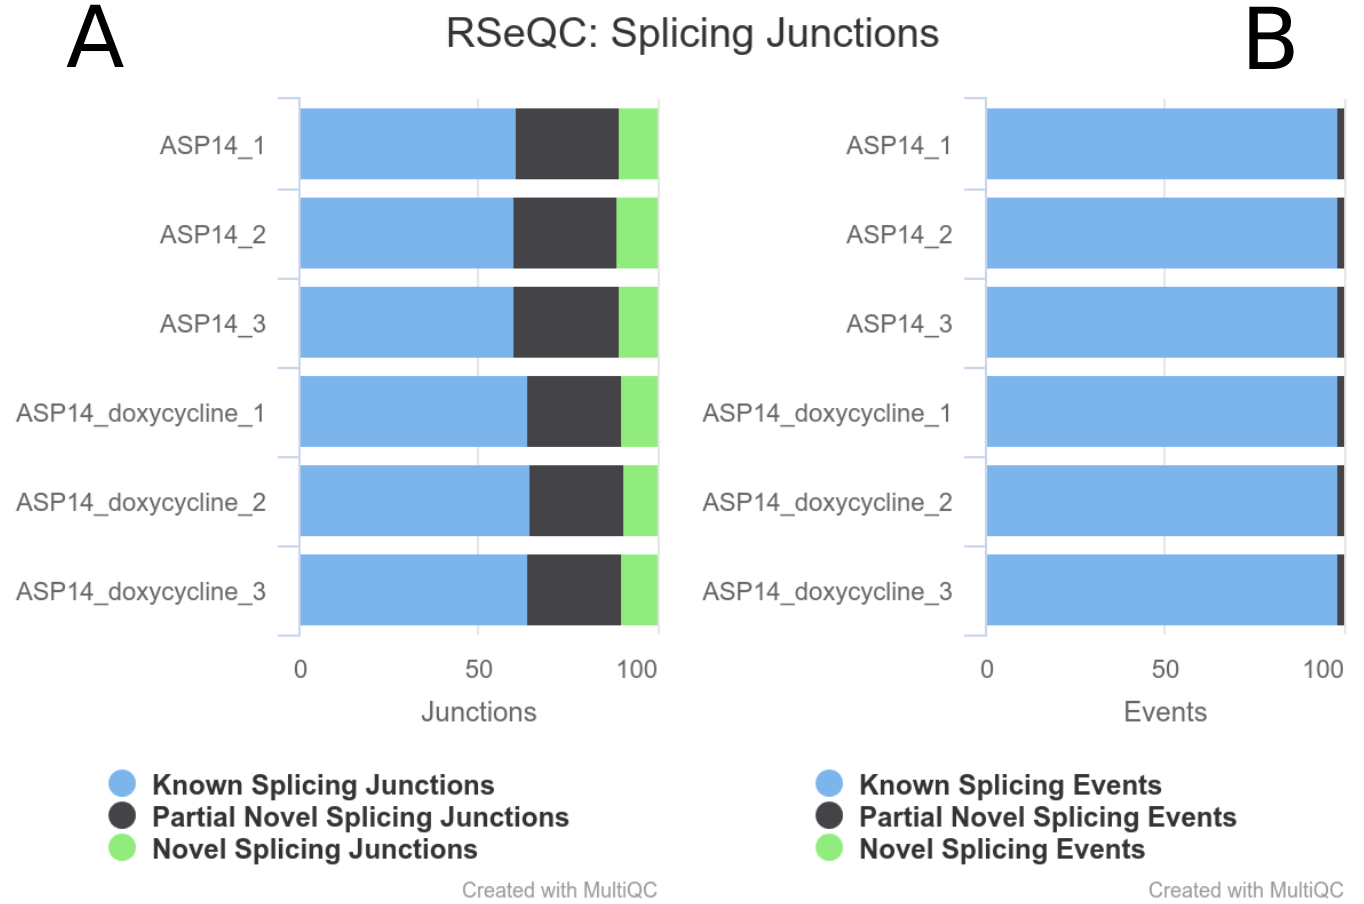 A
RSeQC: Splicing Junctions
B
ASP14_1
ASP14_2
ASP14_3
ASP14_doxycycline_1
ASP14_doxycycline_2
ASP14_doxycycline_3
0 50 100
Junctions
Known Splicing Junctions
Partial Novel Splicing Junctions
Novel Splicing Junctions
Created with MultiQC
ASP14_1
ASP14_2
ASP14_3
ASP14_doxycycline_1
ASP14_doxycycline_2
ASP14_doxycycline_3
0 50 100
Events
Known Splicing Events
Partial Novel Splicing Events
Novel Splicing Events
Created with MultiQC